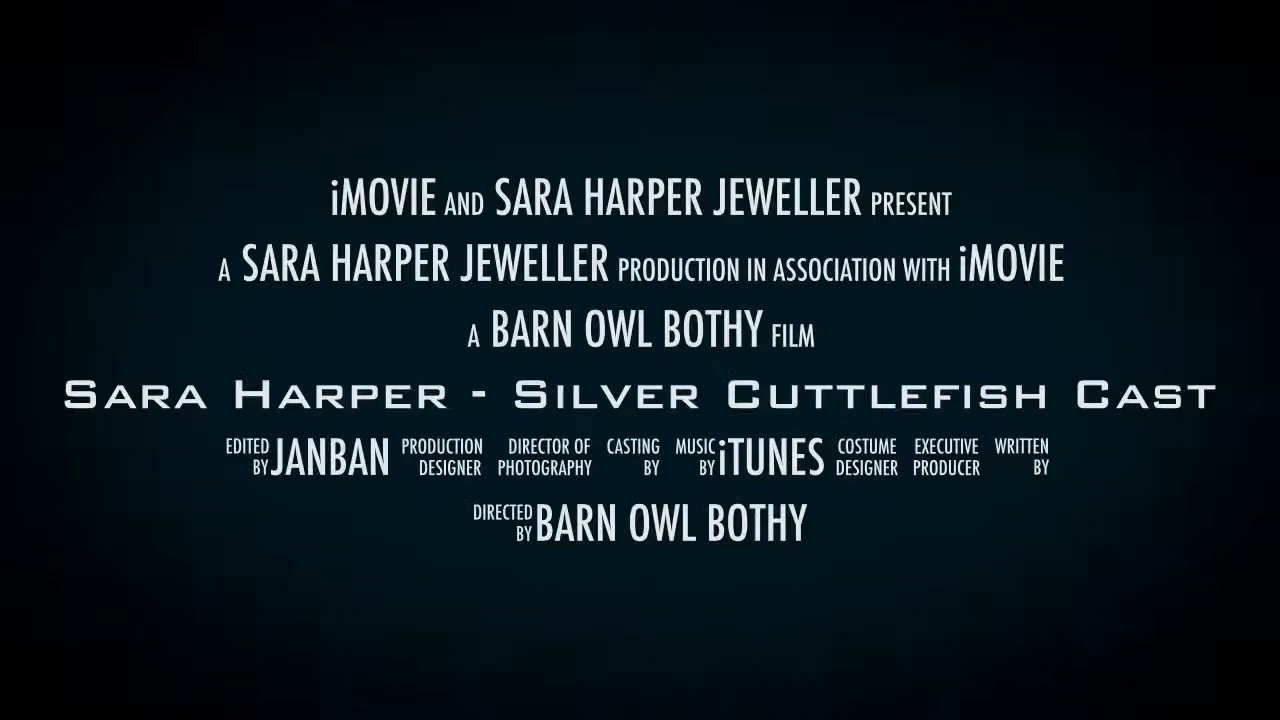 iMOVIE AND SARA HARPER JEWELLER PRESENT
A SARA HARPER JEWELLER PRODUCTION IN ASSOCIATION WITH iMOVIE
A BARN OWL BOTHY FILM
SARA HARPER - SILVER CUTTLEFISH CAST
EDITED BY JANBAN PRODUCTION DESIGNER DIRECTOR OF PHOTOGRAPHY CASTING BY MUSIC BY iTUNES COSTUME DESIGNER EXECUTIVE PRODUCER WRITTEN BY
DIRECTED BY BARN OWL BOTHY